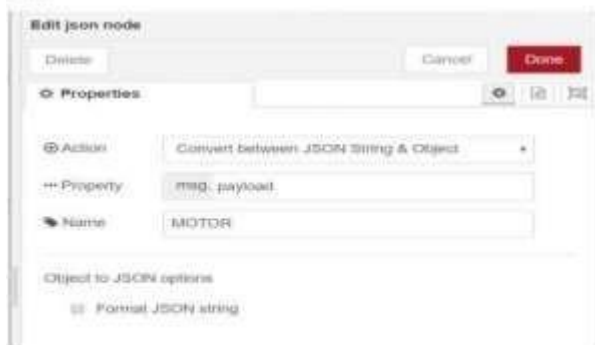 Edit json node
Delete Cancel Done
Properties
Action Convert between JSON String & Object
Property msg. payload
Name MOTOR
Object to JSON options
Format JSON string